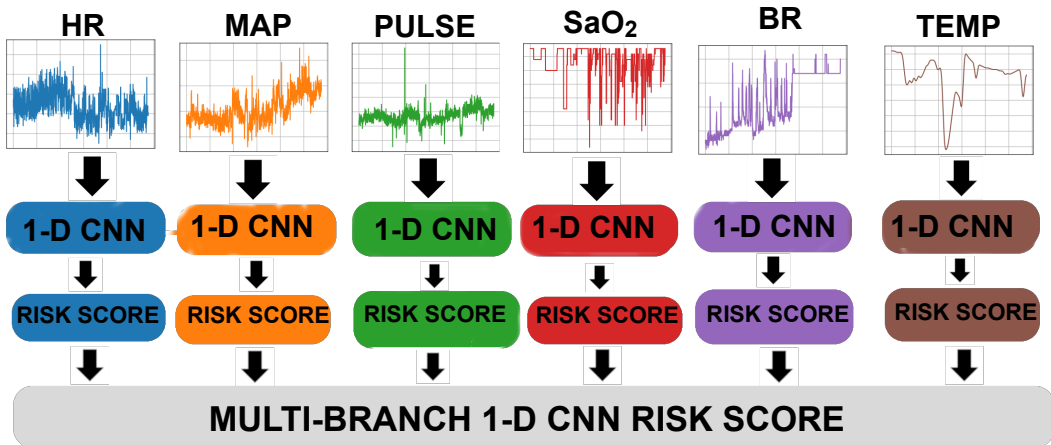 HR MAP PULSE SaO₂ BR TEMP
1-D CNN 1-D CNN 1-D CNN 1-D CNN 1-D CNN 1-D CNN
RISK SCORE RISK SCORE RISK SCORE RISK SCORE RISK SCORE RISK SCORE
MULTI-BRANCH 1-D CNN RISK SCORE